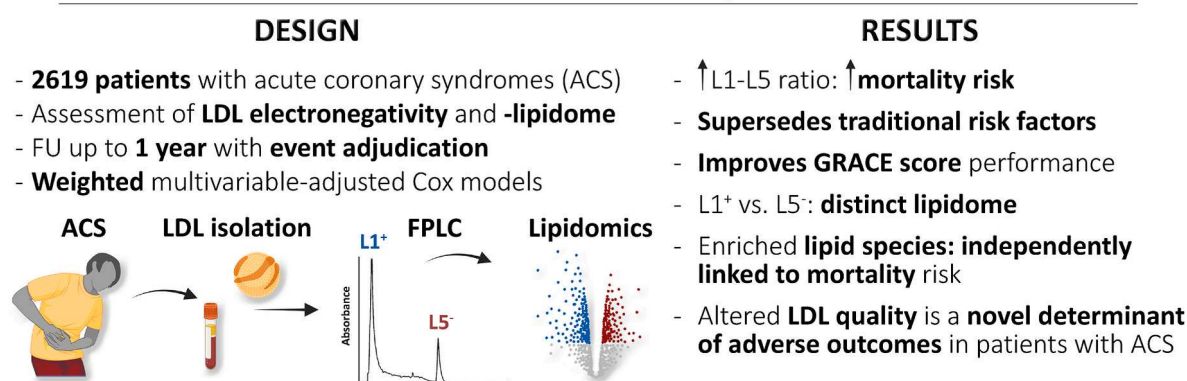 DESIGN
- 2619 patients with acute coronary syndromes (ACS)
- Assessment of LDL electronegativity and -lipidome
- FU up to 1 year with event adjudication
- Weighted multivariable-adjusted Cox models
ACS
LDL isolation
FPLC
Lipidomics
L1⁺
L5⁻
Absorbance
RESULTS
- ↑L1-L5 ratio: ↑mortality risk
- Supersedes traditional risk factors
- Improves GRACE score performance
- L1⁺ vs. L5⁻: distinct lipidome
- Enriched lipid species: independently
linked to mortality risk
- Altered LDL quality is a novel determinant
of adverse outcomes in patients with ACS